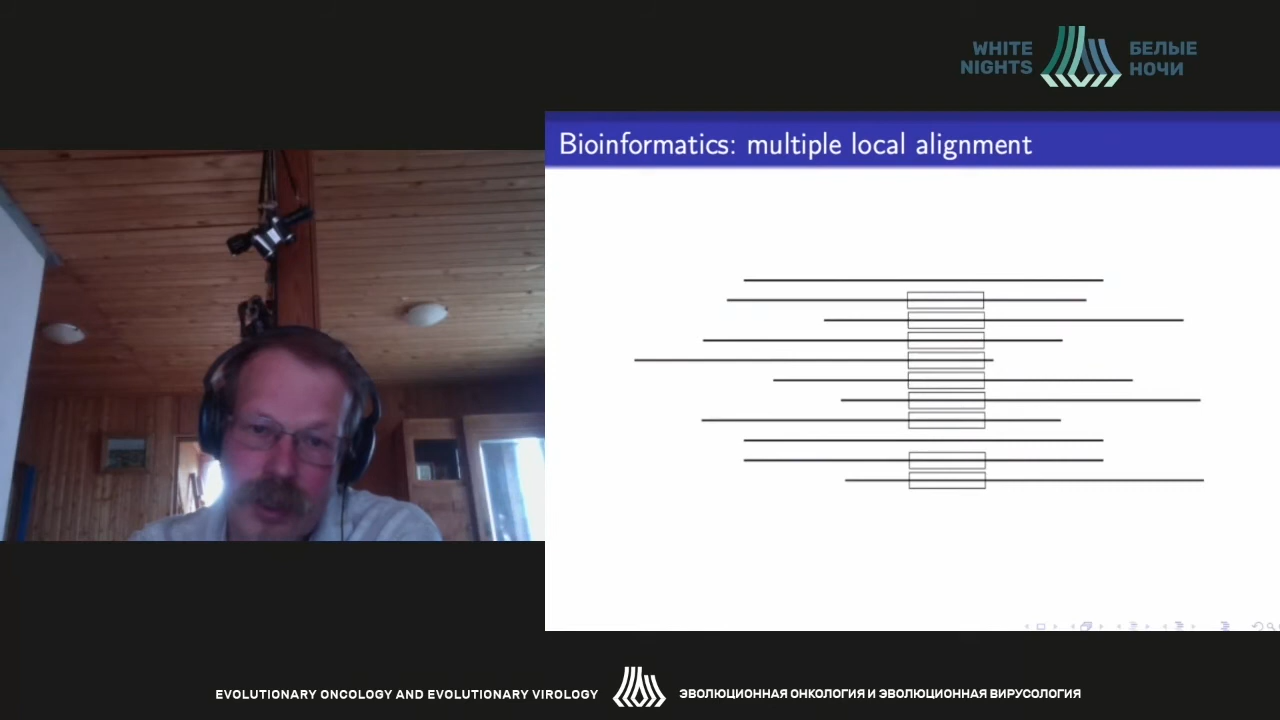 WHITE
NIGHTS
БЕЛЫЕ
НОЧИ
Bioinformatics: multiple local alignment
EVOLUTIONARY ONCOLOGY AND EVOLUTIONARY VIROLOGY
ЭВОЛЮЦИОННАЯ ОНКОЛОГИЯ И ЭВОЛЮЦИОННАЯ ВИРУСОЛОГИЯ